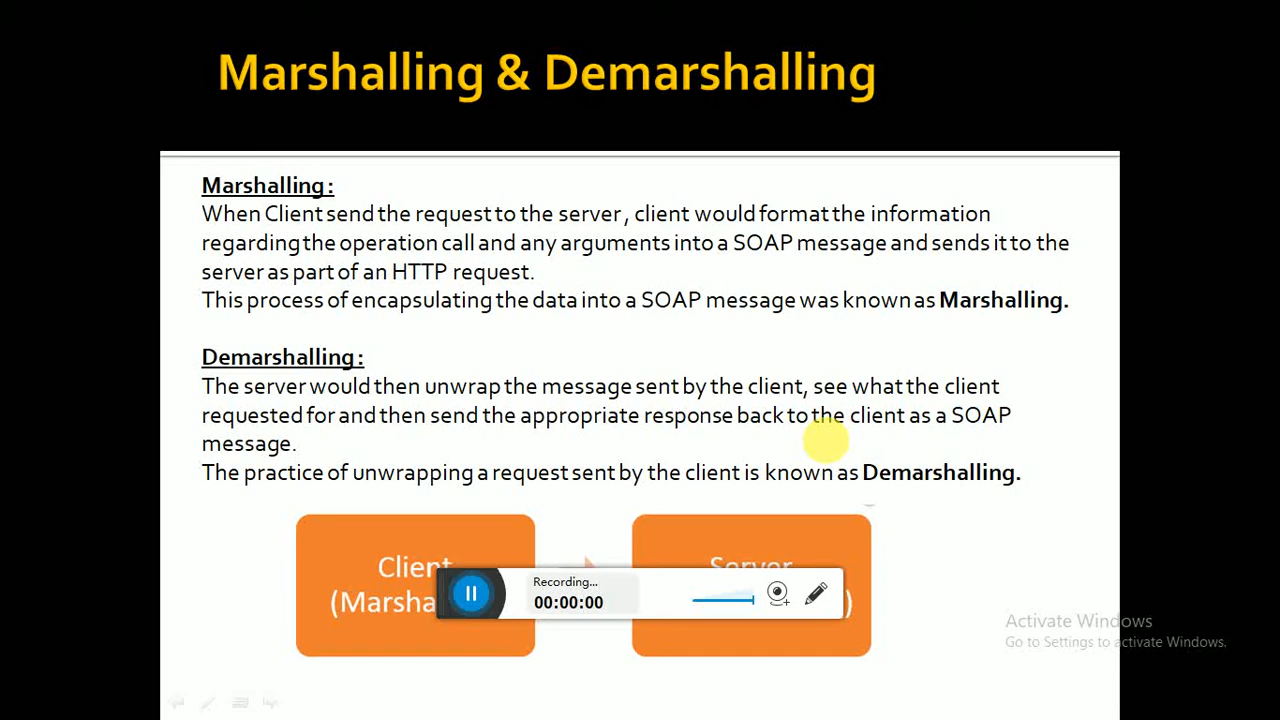 Marshalling & Demarshalling
Marshalling :
When Client send the request to the server , client would format the information
regarding the operation call and any arguments into a SOAP message and sends it to the
server as part of an HTTP request.
This process of encapsulating the data into a SOAP message was known as Marshalling.
Demarshalling :
The server would then unwrap the message sent by the client, see what the client
requested for and then send the appropriate response back to the client as a SOAP
message.
The practice of unwrapping a request sent by the client is known as Demarshalling.
Client
(Marsha
Server
)
Recording...
00:00:00
Activate Windows
Go to Settings to activate Windows.